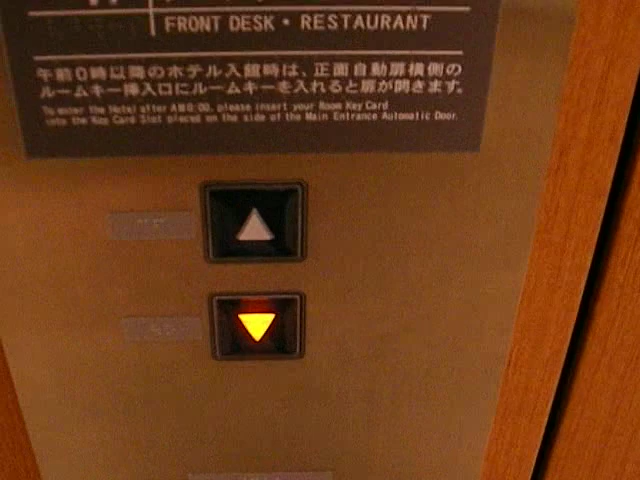 FRONT DESK・RESTAURANT
午前0時以降のホテル入館時は、正面自動扉横側の
ルームキー挿入口にルームキーを入れると扉が開きます。
To enter the Hotel after AM0:00, please insert your Room Key Card
into the Key Card Slot placed on the side of the Main Entrance Automatic Door.